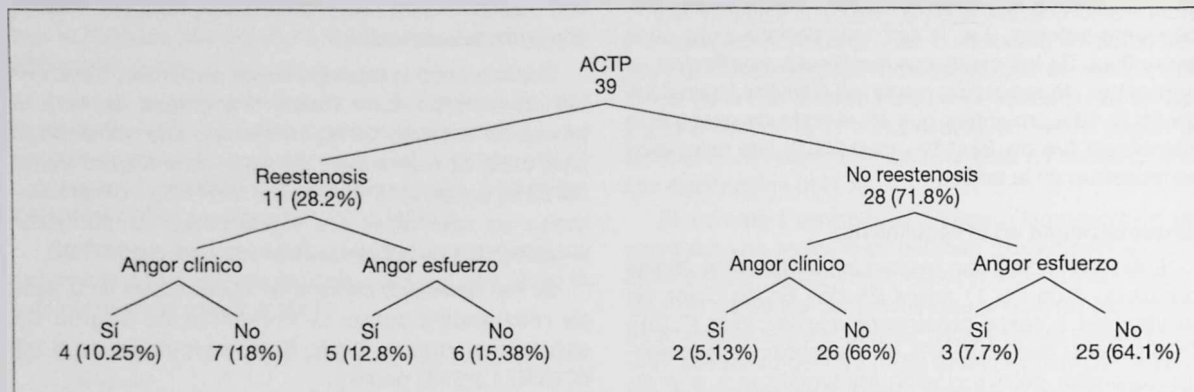 ACTP
39
Reestenosis
11 (28.2%)
No reestenosis
28 (71.8%)
Angor clínico
Angor esfuerzo
Angor clínico
Angor esfuerzo
Sí No Sí No Sí No Sí No
4 (10.25%) 7 (18%) 5 (12.8%) 6 (15.38%) 2 (5.13%) 26 (66%) 3 (7.7%) 25 (64.1%)